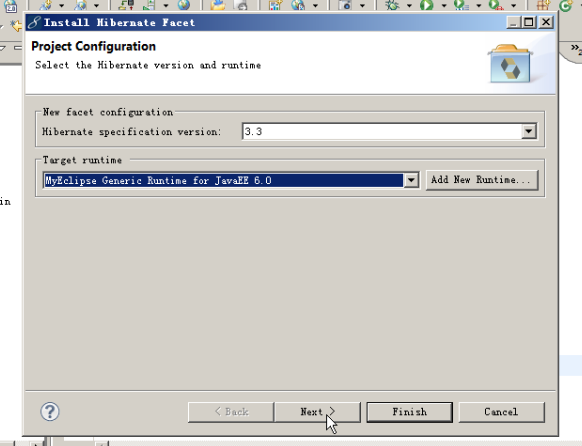 Install Hibernate Facet
Project Configuration
Select the Hibernate version and runtime
New facet configuration
Hibernate specification version: 3.3
Target runtime
MyEclipse Generic Runtime for JavaEE 6.0 Add New Runtime...
in
< Back Next > Finish Cancel